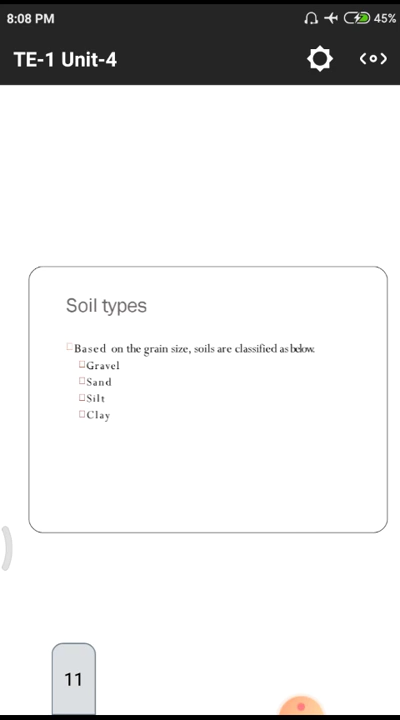 8:08 PM 45%
TE-1 Unit-4
Soil types
Based on the grain size, soils are classified as below.
Gravel
Sand
Silt
Clay
11